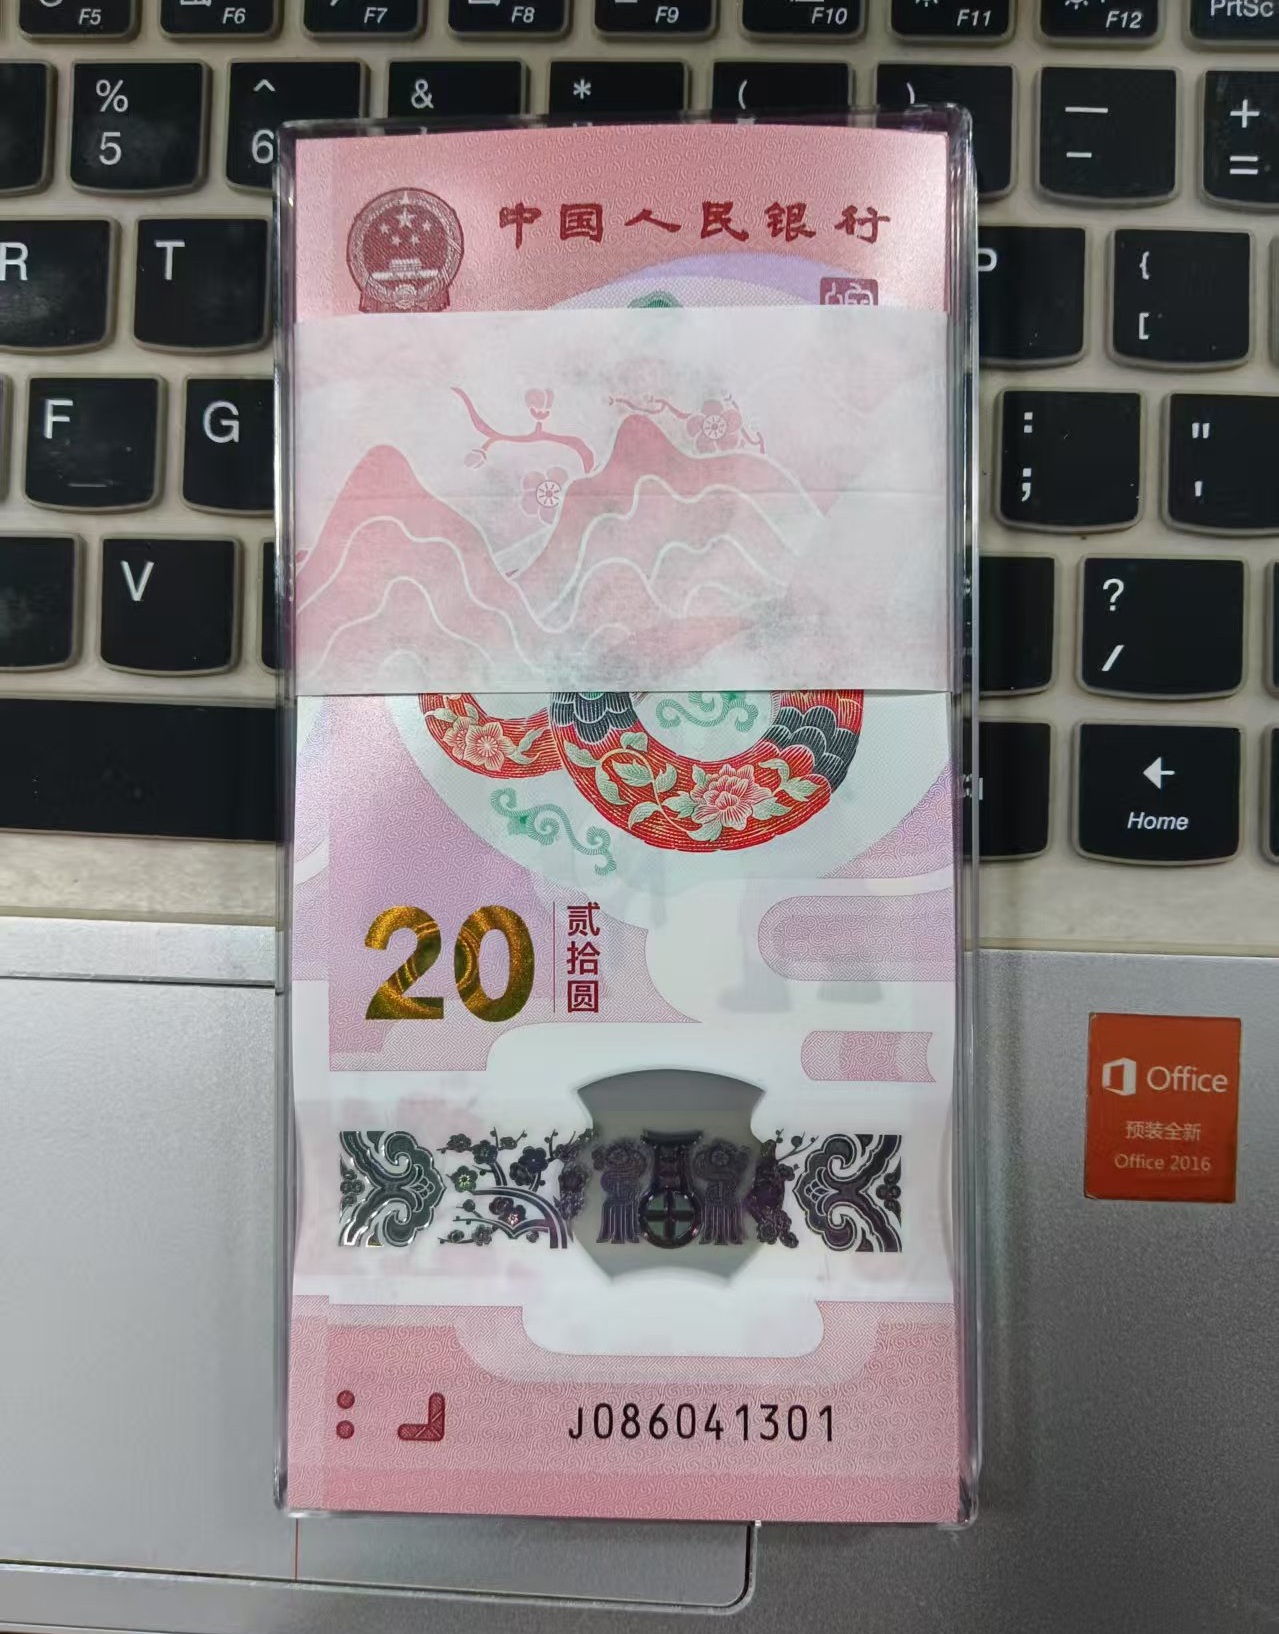 F5 F6 F7 F8 F9 F10 F11 F12 PrtSc
% ^ & * ( ) — +
5 6 - =
中国人民银行
R T P {
[
F G : "
; '
V ?
/
←
Home
20 贰拾圆
Office
预装全新
Office 2016
J086041301